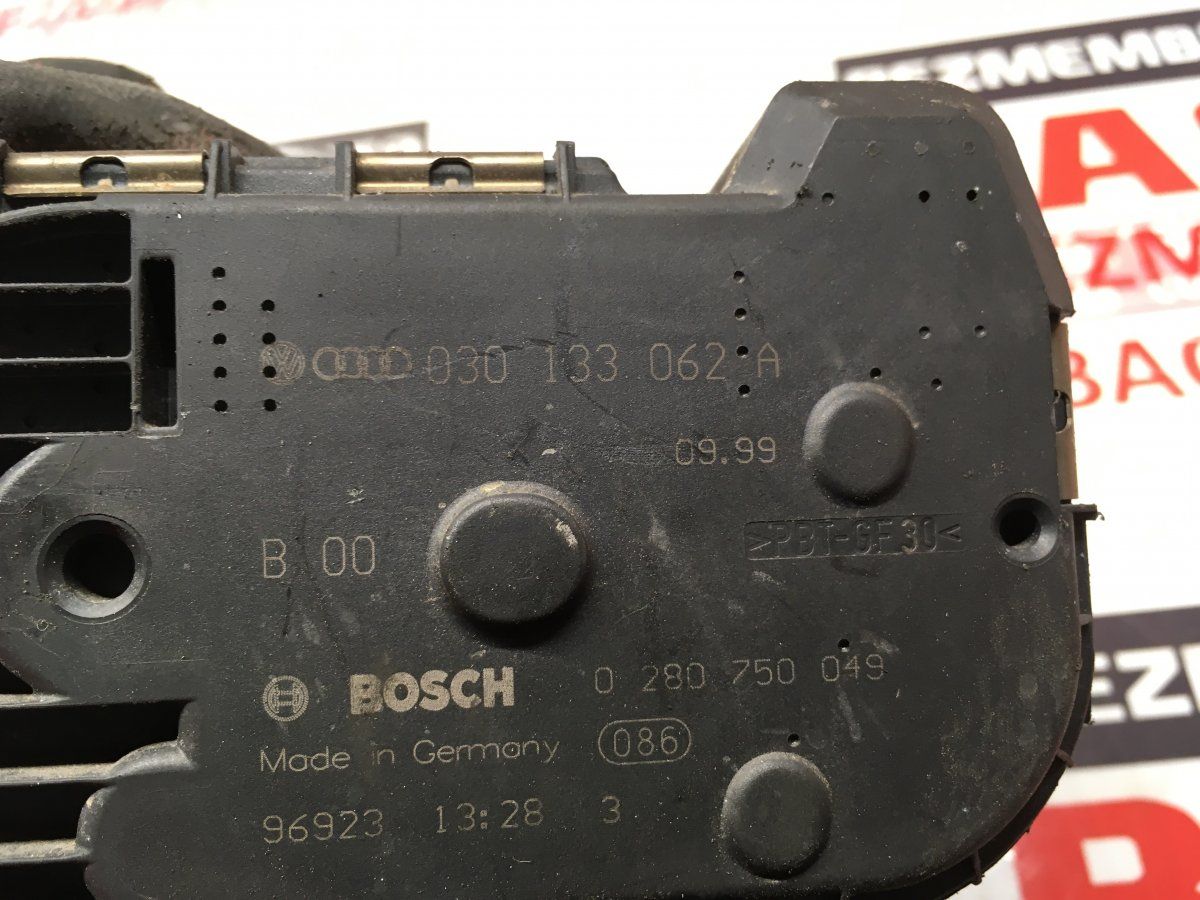 030 133 062 A
09.99
B 00
>PBT-GF30<
BOSCH 0 280 750 049
Made in Germany 086
96923 13:28 3